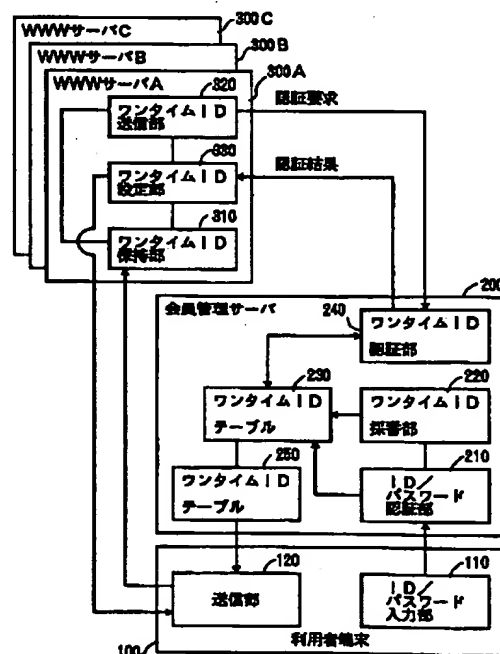 300C
WWWサーバC
300B
WWWサーバB
300A
WWWサーバA
320
ワンタイムID
送信部
認証要求
330
ワンタイムID
設定部
認証結果
310
ワンタイムID
保持部
200
会員管理サーバ
240
ワンタイムID
認証部
230
ワンタイムID
テーブル
220
ワンタイムID
採番部
250
ワンタイムID
テーブル
210
ID/
パスワード
認証部
120
送信部
110
ID/
パスワード
入力部
利用者端末
100